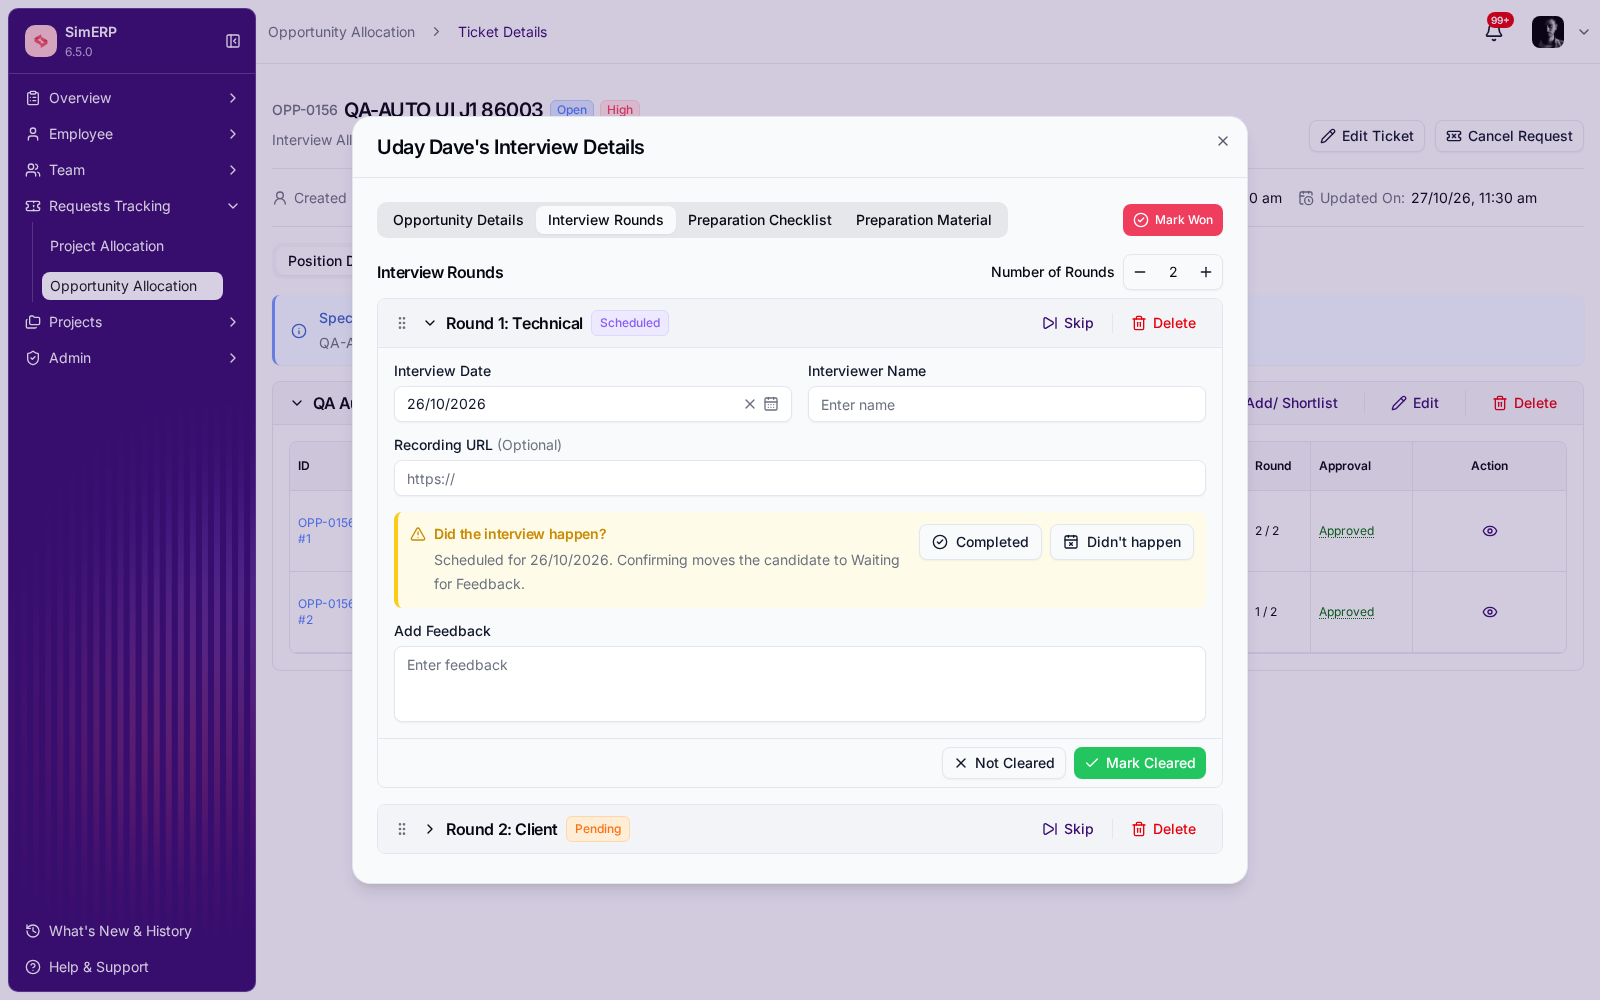 SimERP
6.5.0
Overview
Employee
Team
Requests Tracking
Project Allocation
Opportunity Allocation
Projects
Admin
What's New & History
Help & Support
Opportunity Allocation > Ticket Details
99+
OPP-0156 QA-AUTO UI J1 86003 Open High
Interview
Edit Ticket
Cancel Request
Created
am
Updated On: 27/10/26, 11:30 am
Position
QA
Add/ Shortlist
Edit
Delete
ID
Round
Approval
Action
OPP-0156
#1
2 / 2
Approved
OPP-0156
#2
1 / 2
Approved
Uday Dave's Interview Details
Opportunity Details
Interview Rounds
Preparation Checklist
Preparation Material
Mark Won
Interview Rounds
Number of Rounds
2
Round 1: Technical
Scheduled
Skip
Delete
Interview Date
Interviewer Name
26/10/2026
Enter name
Recording URL (Optional)
https://
Did the interview happen?
Scheduled for 26/10/2026. Confirming moves the candidate to Waiting
for Feedback.
Completed
Didn't happen
Add Feedback
Enter feedback
Not Cleared
Mark Cleared
Round 2: Client
Pending
Skip
Delete